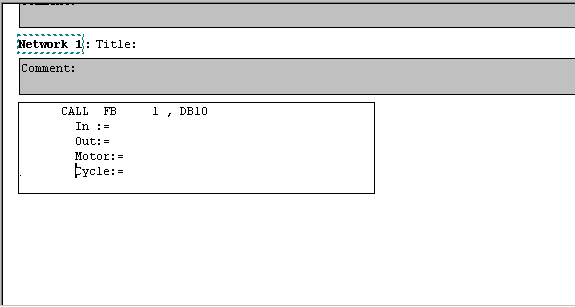 Network 1: Title:
Comment:
CALL FB 1 , DB10
In :=
Out:=
Motor:=
Cycle:=